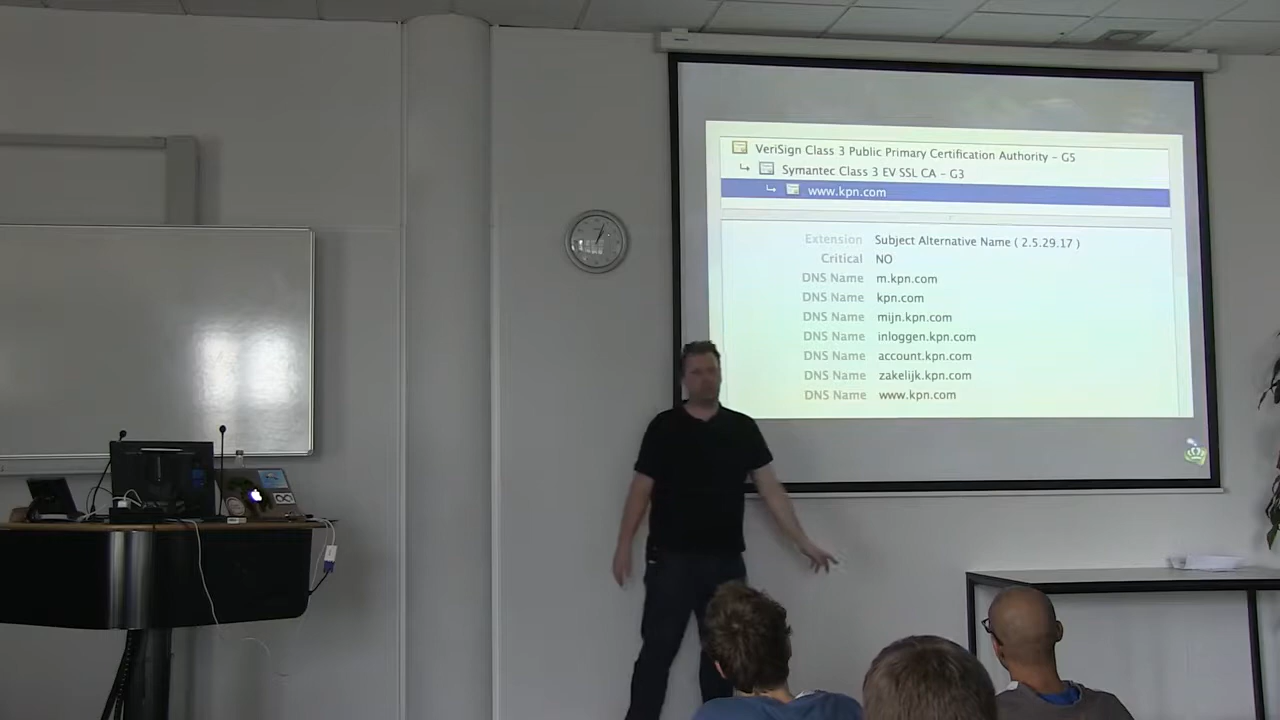 VeriSign Class 3 Public Primary Certification Authority - G5
Symantec Class 3 EV SSL CA - G3
www.kpn.com
Extension Subject Alternative Name ( 2.5.29.17 )
Critical NO
DNS Name m.kpn.com
DNS Name kpn.com
DNS Name mijn.kpn.com
DNS Name inloggen.kpn.com
DNS Name account.kpn.com
DNS Name zakelijk.kpn.com
DNS Name www.kpn.com